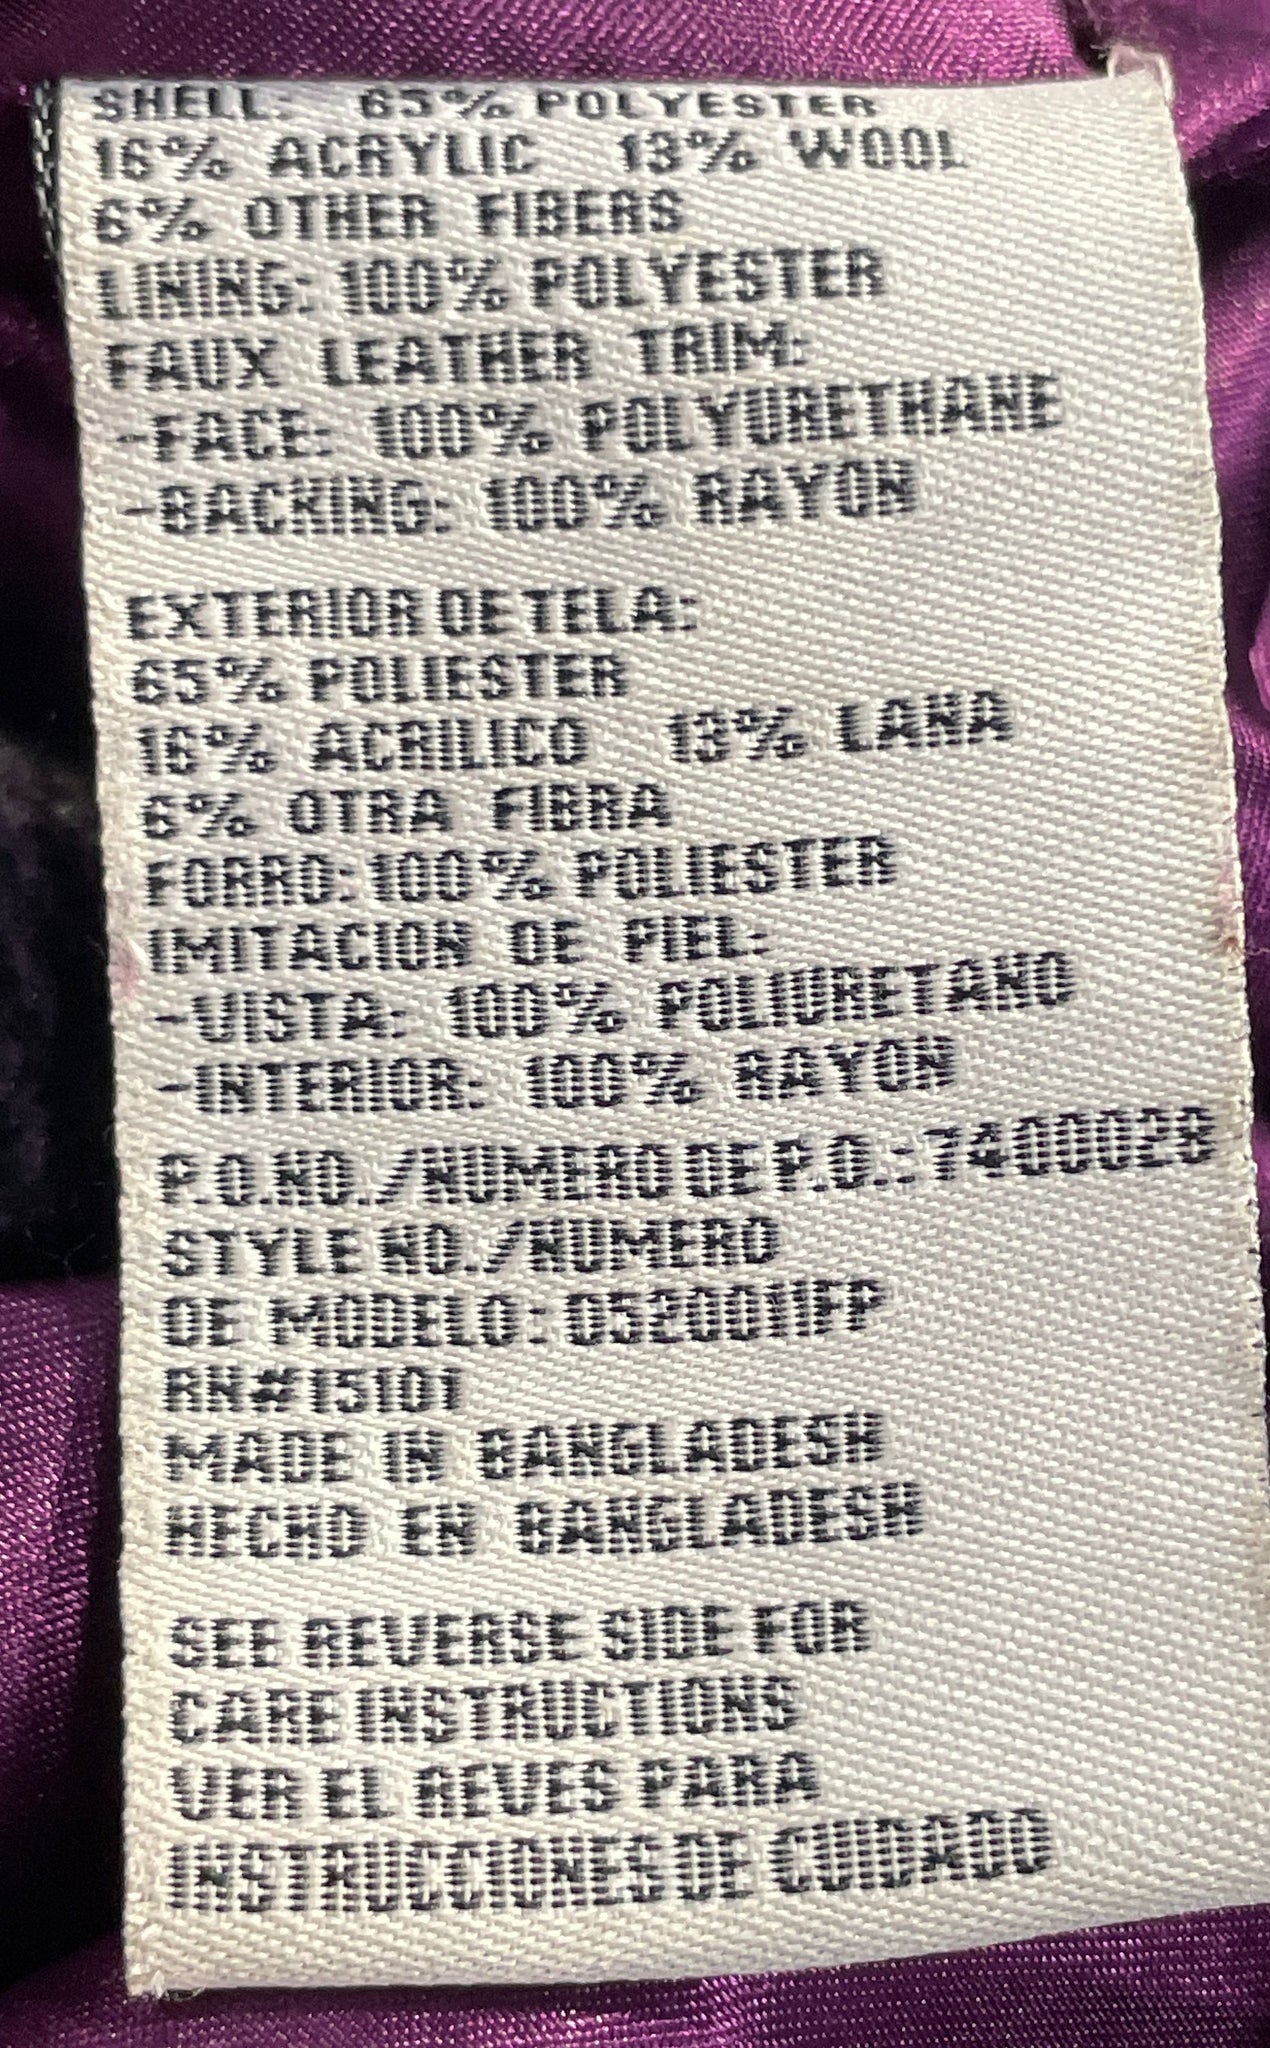 SHELL: 65% POLYESTER
16% ACRYLIC 13% WOOL
6% OTHER FIBERS
LINING: 100% POLYESTER
FAUX LEATHER TRIM:
-FACE: 100% POLYURETHANE
-BACKING: 100% RAYON
EXTERIOR DE TELA:
65% POLIESTER
16% ACRILICO 13% LANA
6% OTRA FIBRA
FORRO: 100% POLIESTER
IMITACION DE PIEL:
-VISTA: 100% POLIURETANO
-INTERIOR: 100% RAYON
P.O.NO./NUMERO DE P.O.:7400028
STYLE NO./NUMERO
DE MODELO: 0520011FP
RN#15101
MADE IN BANGLADESH
HECHO EN BANGLADESH
SEE REVERSE SIDE FOR
CARE INSTRUCTIONS
VER EL REVES PARA
INSTRUCCIONES DE CUIDADO